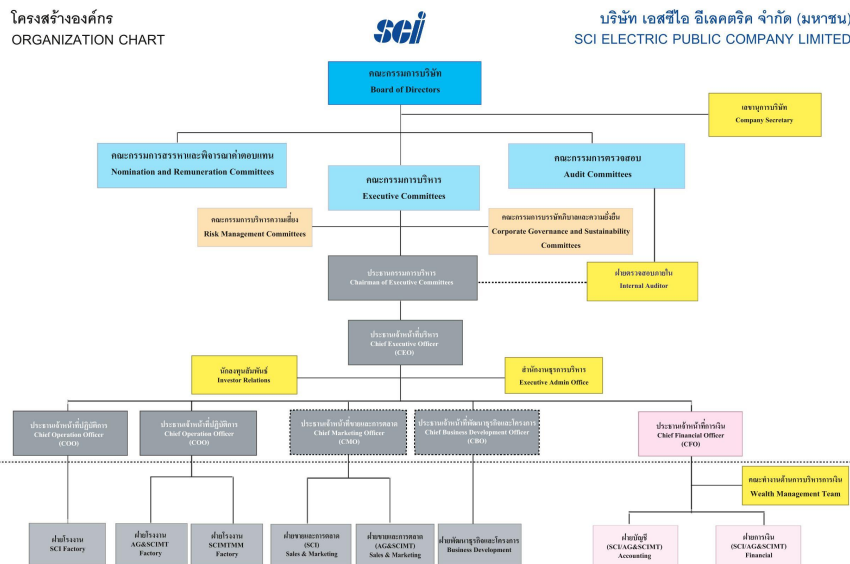 โครงสร้างองค์กร
ORGANIZATION CHART
sci
บริษัท เอสซีไอ อีเลคตริค จำกัด (มหาชน)
SCI ELECTRIC PUBLIC COMPANY LIMITED
คณะกรรมการบริษัท
Board of Directors
เลขานุการบริษัท
Company Secretary
คณะกรรมการสรรหาและพิจารณาค่าตอบแทน
Nomination and Remuneration Committees
คณะกรรมการบริหาร
Executive Committees
คณะกรรมการตรวจสอบ
Audit Committees
คณะกรรมการบริหารความเสี่ยง
Risk Management Committees
คณะกรรมการบรรษัทภิบาลและความยั่งยืน
Corporate Governance and Sustainability
Committees
ประธานกรรมการบริหาร
Chairman of Executive Committees
ฝ่ายตรวจสอบภายใน
Internal Auditor
ประธานเจ้าหน้าที่บริหาร
Chief Executive Officer
(CEO)
นักลงทุนสัมพันธ์
Investor Relations
สำนักงานธุรการบริหาร
Executive Admin Office
ประธานเจ้าหน้าที่ปฏิบัติการ
Chief Operation Officer
(COO)
ประธานเจ้าหน้าที่ปฏิบัติการ
Chief Operation Officer
(COO)
ประธานเจ้าหน้าที่ขายและการตลาด
Chief Marketing Officer
(CMO)
ประธานเจ้าหน้าที่พัฒนาธุรกิจและโครงการ
Chief Business Development Officer
(CBO)
ประธานเจ้าหน้าที่การเงิน
Chief Financial Officer
(CFO)
คณะทำงานด้านการบริหารการเงิน
Wealth Management Team
ฝ่ายโรงงาน
SCI Factory
ฝ่ายโรงงาน
AG&SCIMT
Factory
ฝ่ายโรงงาน
SCIMTMM
Factory
ฝ่ายขายและการตลาด
(SCI)
Sales & Marketing
ฝ่ายขายและการตลาด
(AG&SCIMT)
Sales & Marketing
ฝ่ายพัฒนาธุรกิจและโครงการ
Business Development
ฝ่ายบัญชี
(SCI/AG&SCIMT)
Accounting
ฝ่ายการเงิน
(SCI/AG&SCIMT)
Financial